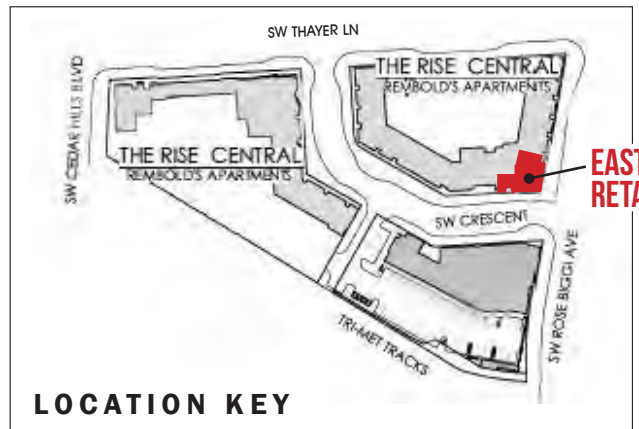 SW THAYER LN
SW CEDAR HILLS BLVD
THE RISE CENTRAL
REMBOLD'S APARTMENTS
THE RISE CENTRAL
REMBOLD'S APARTMENTS
EAST
RETA
SW CRESCENT
SW ROSE BIGGI AVE
TRI-MET TRACKS
LOCATION KEY